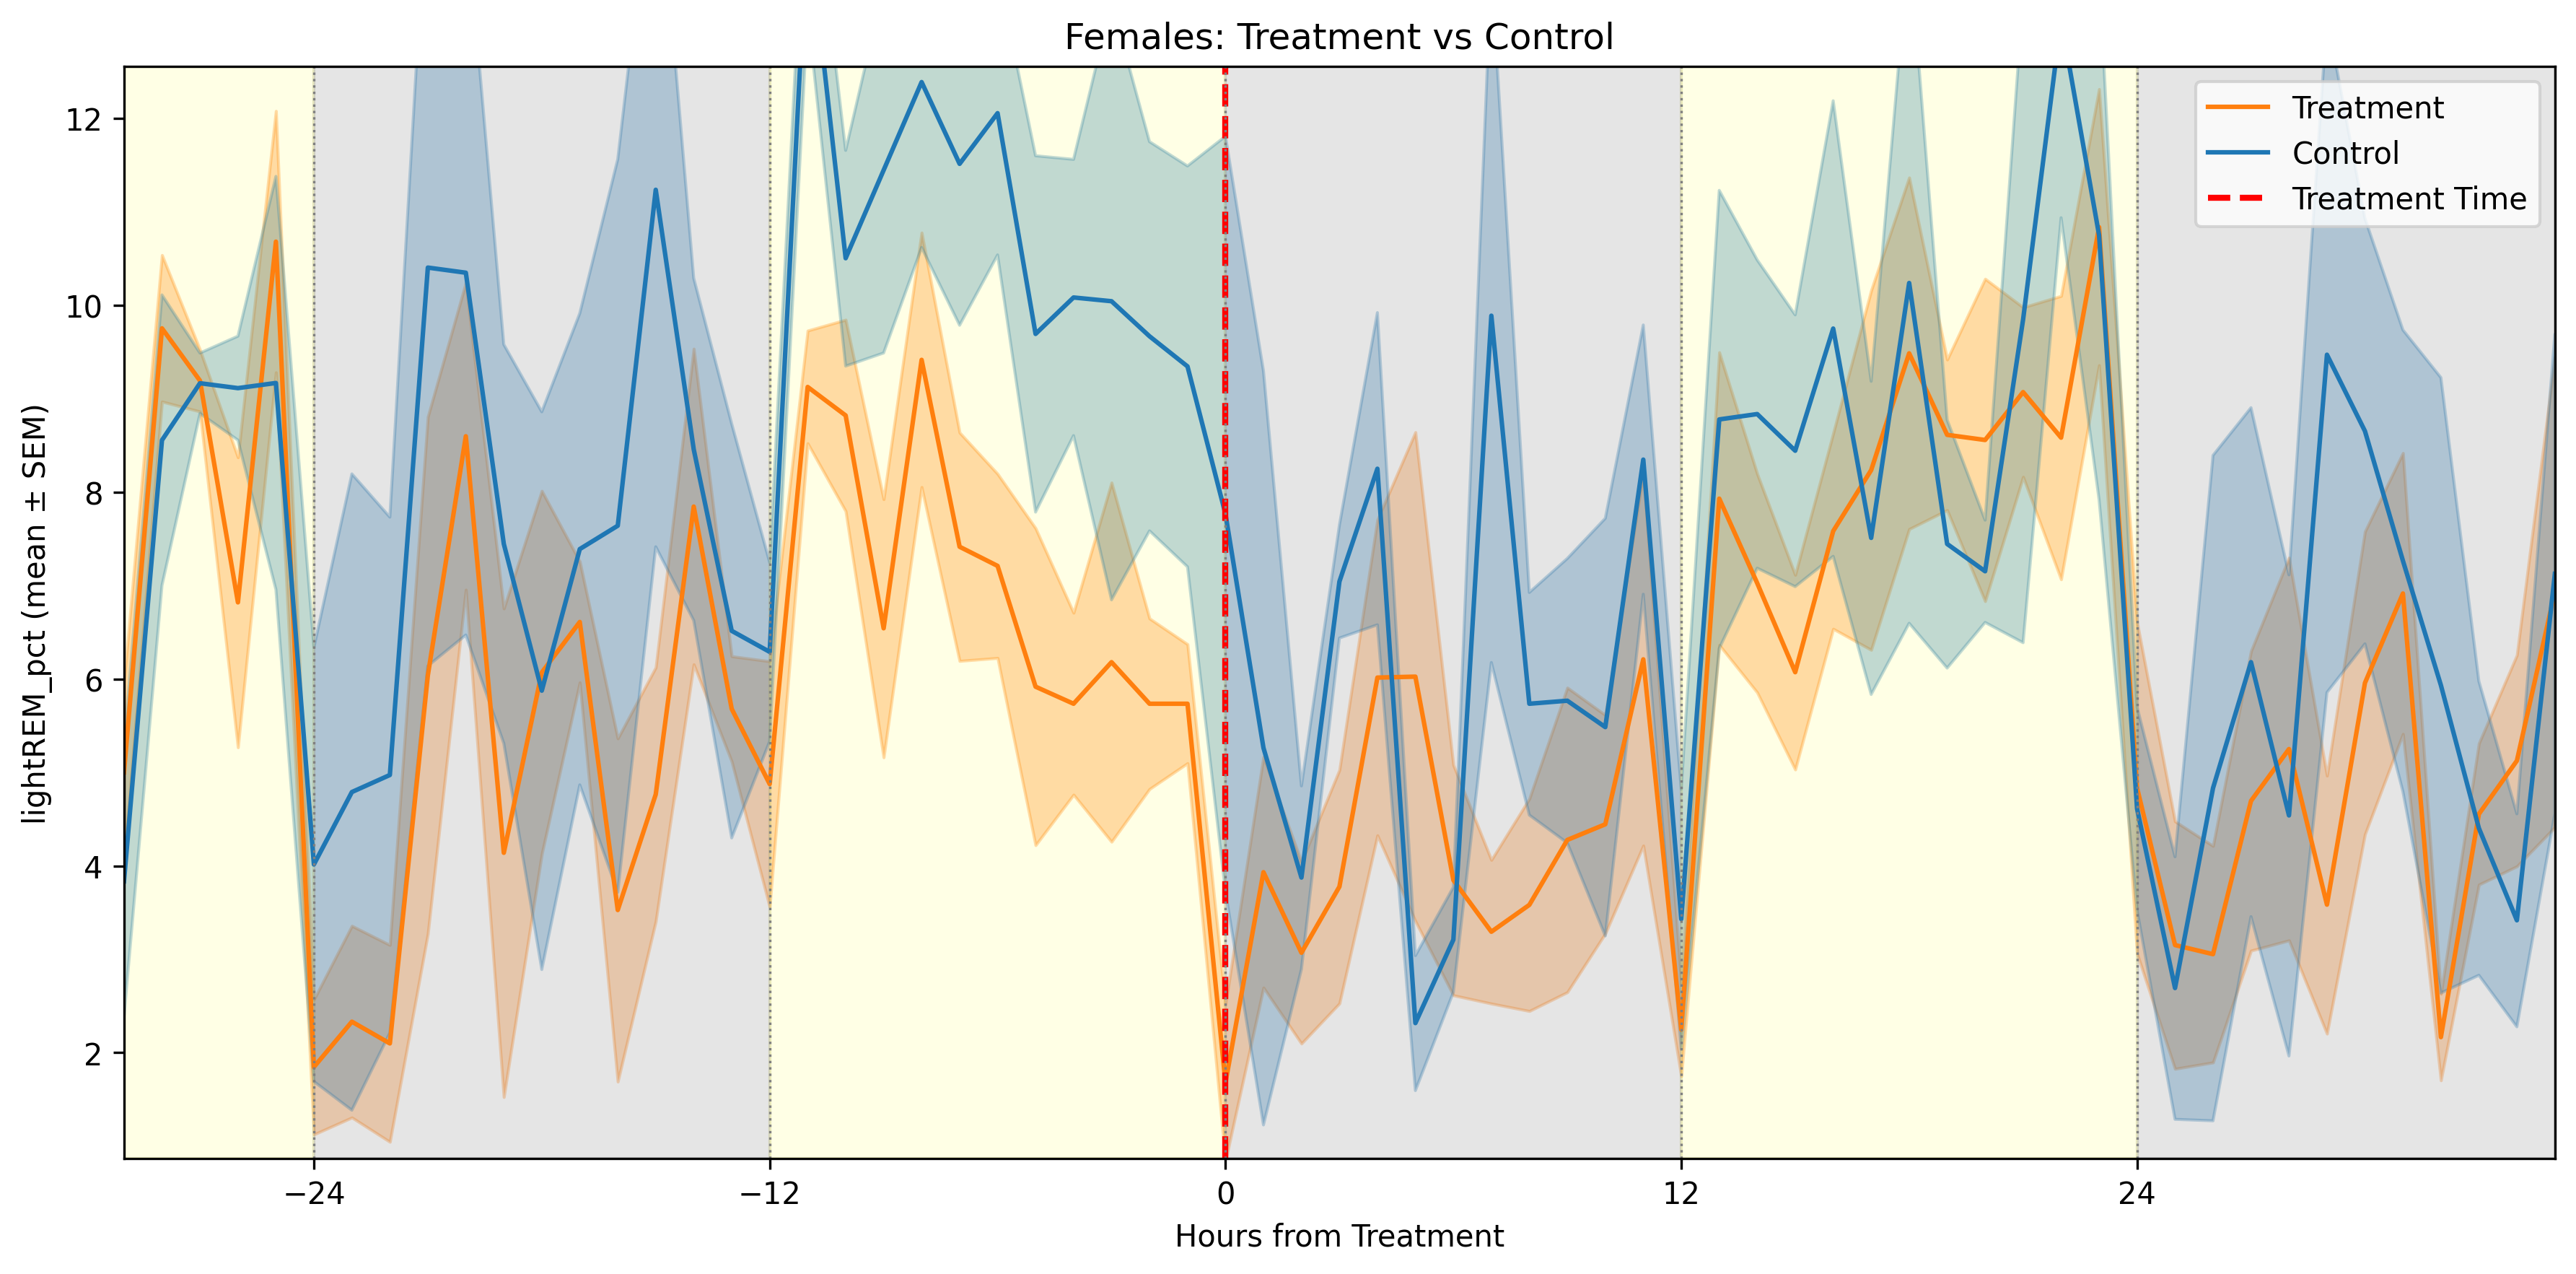 Females: Treatment vs Control
12
10
8
6
4
2
lightREM_pct (mean ± SEM)
Treatment
Control
Treatment Time
−24
−12
0
12
24
Hours from Treatment